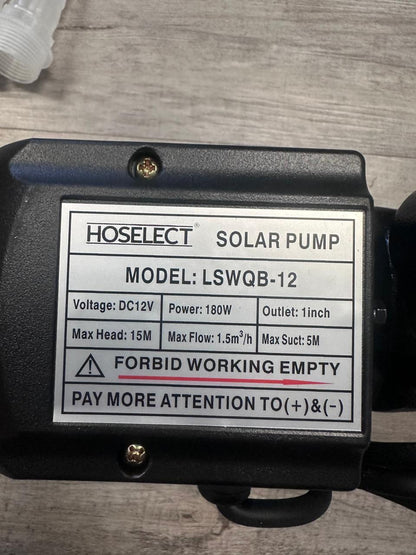 HOSELECT® SOLAR PUMP
MODEL: LSWQB-12
Voltage: DC12V Power: 180W Outlet: 1inch
Max Head: 15M Max Flow: 1.5m³/h Max Suct: 5M
FORBID WORKING EMPTY
PAY MORE ATTENTION TO(+)&(-)